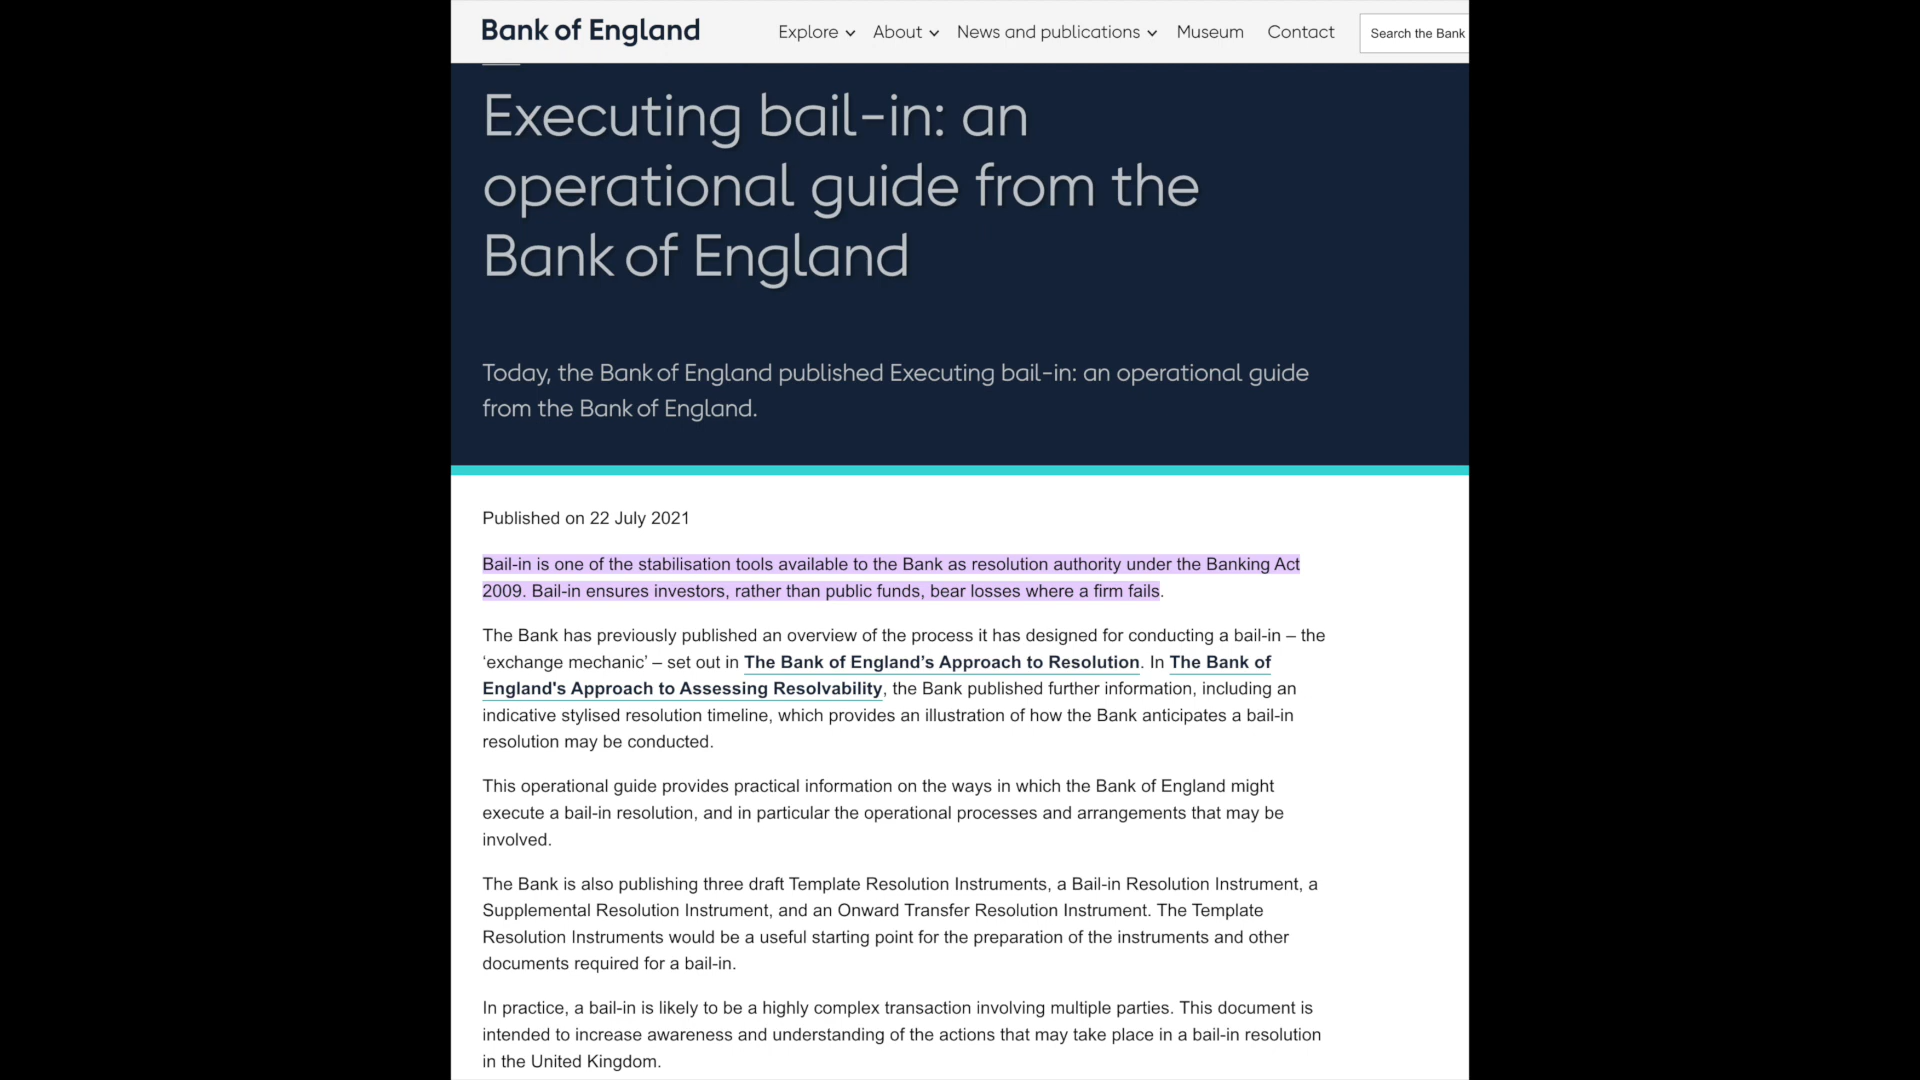 Bank of England
Explore About News and publications Museum Contact Search the Bank
Executing bail-in: an
operational guide from the
Bank of England
Today, the Bank of England published Executing bail-in: an operational guide
from the Bank of England.
Published on 22 July 2021
Bail-in is one of the stabilisation tools available to the Bank as resolution authority under the Banking Act
2009. Bail-in ensures investors, rather than public funds, bear losses where a firm fails.
The Bank has previously published an overview of the process it has designed for conducting a bail-in – the
‘exchange mechanic’ – set out in The Bank of England’s Approach to Resolution. In The Bank of
England's Approach to Assessing Resolvability, the Bank published further information, including an
indicative stylised resolution timeline, which provides an illustration of how the Bank anticipates a bail-in
resolution may be conducted.
This operational guide provides practical information on the ways in which the Bank of England might
execute a bail-in resolution, and in particular the operational processes and arrangements that may be
involved.
The Bank is also publishing three draft Template Resolution Instruments, a Bail-in Resolution Instrument, a
Supplemental Resolution Instrument, and an Onward Transfer Resolution Instrument. The Template
Resolution Instruments would be a useful starting point for the preparation of the instruments and other
documents required for a bail-in.
In practice, a bail-in is likely to be a highly complex transaction involving multiple parties. This document is
intended to increase awareness and understanding of the actions that may take place in a bail-in resolution
in the United Kingdom.